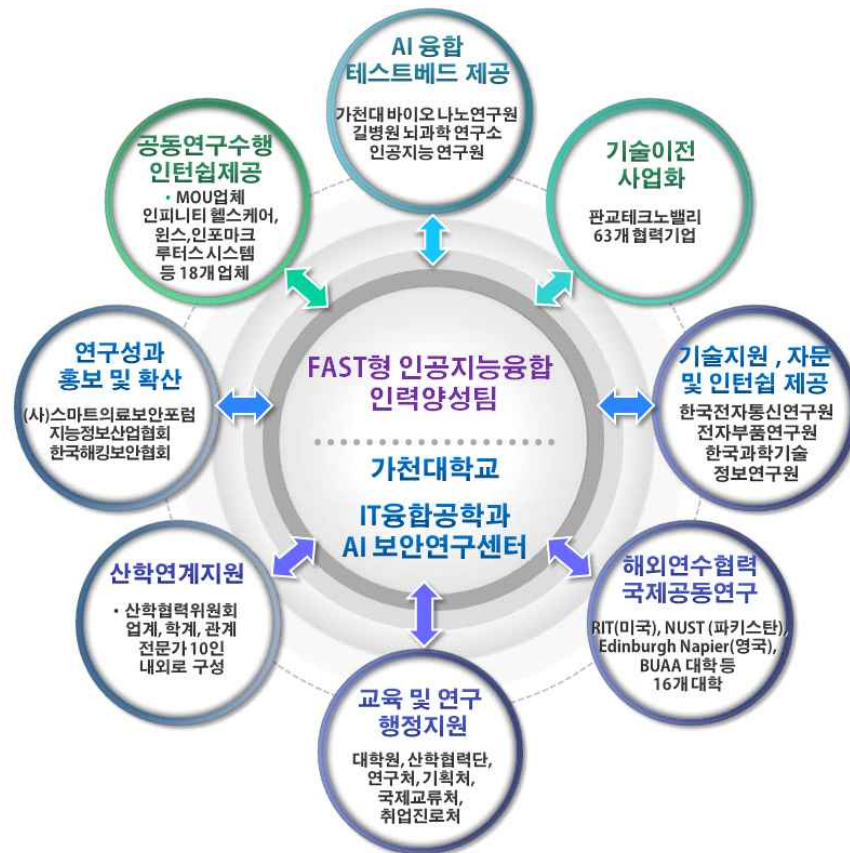 AI 융합
테스트베드 제공
가천대 바이오 나노연구원
길병원 뇌과학 연구소
인공지능 연구원
기술이전
사업화
판교테크노밸리
63개 협력기업
기술지원 , 자문
및 인턴쉽 제공
한국전자통신연구원
전자부품연구원
한국과학기술
정보연구원
해외연수협력
국제공동연구
RIT(미국), NUST (파키스탄),
Edinburgh Napier(영국),
BUAA 대학 등
16개 대학
교육 및 연구
행정지원
대학원, 산학협력단,
연구처, 기획처,
국제교류처,
취업진로처
산학연계지원
• 산학협력위원회
업계, 학계, 관계
전문가 10인
내외로 구성
연구성과
홍보 및 확산
(사)스마트의료보안포럼
지능정보산업협회
한국해킹보안협회
공동연구수행
인턴쉽제공
• MOU업체
인피니티 헬스케어,
윈스,인포마크
루터스 시스템
등 18개 업체
FAST형 인공지능융합
인력양성팀
가천대학교
IT융합공학과
AI 보안연구센터